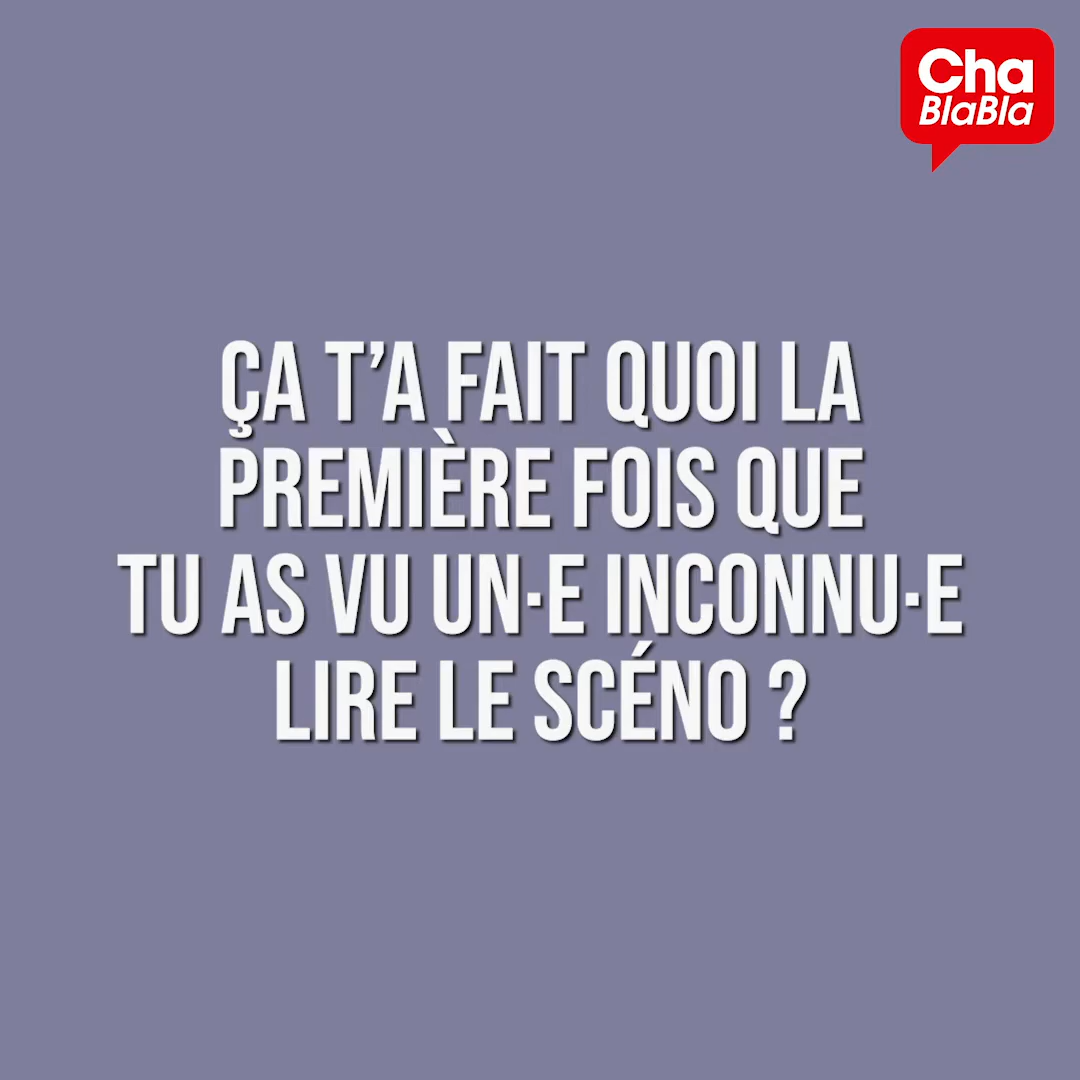 Cha
BlaBla
ÇA T’A FAIT QUOI LA
PREMIÈRE FOIS QUE
TU AS VU UN·E INCONNU·E
LIRE LE SCÉNO ?